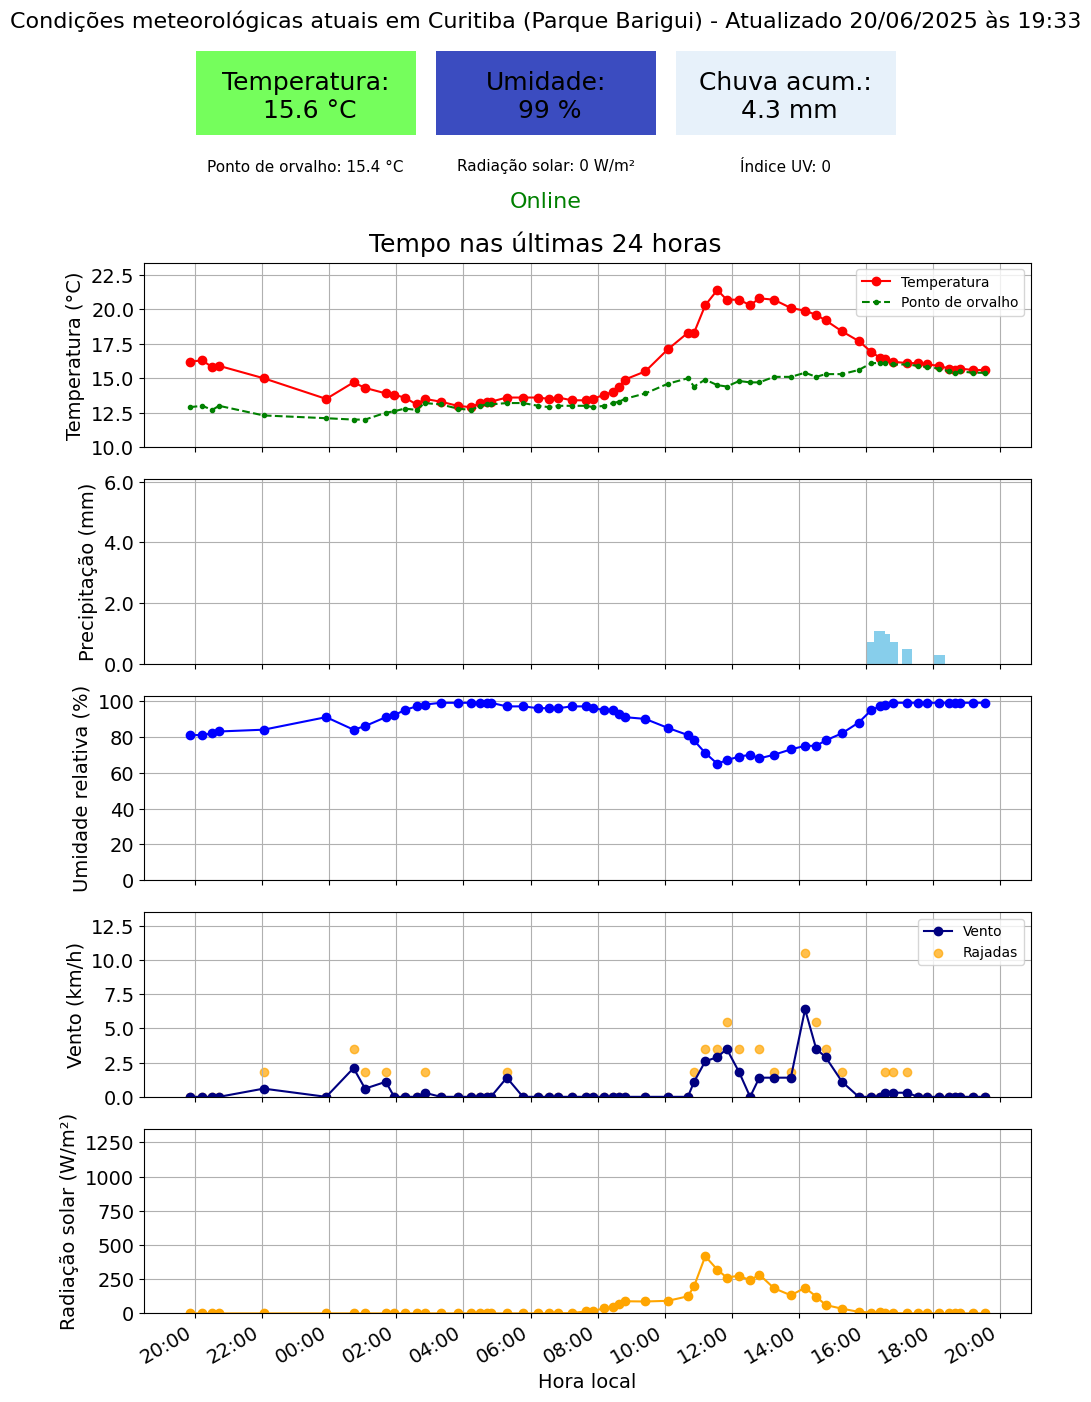 Condições meteorológicas atuais em Curitiba (Parque Barigui) - Atualizado 20/06/2025 às 19:33
Temperatura:
15.6 °C
Umidade:
99 %
Chuva acum.:
4.3 mm
Ponto de orvalho: 15.4 °C
Radiação solar: 0 W/m²
Índice UV: 0
Online
Tempo nas últimas 24 horas
Temperatura (°C)
22.5
20.0
17.5
15.0
12.5
10.0
Temperatura
Ponto de orvalho
Precipitação (mm)
6.0
4.0
2.0
0.0
Umidade relativa (%)
100
80
60
40
20
0
Vento (km/h)
12.5
10.0
7.5
5.0
2.5
0.0
Vento
Rajadas
Radiação solar (W/m²)
1250
1000
750
500
250
0
20:00
22:00
00:00
02:00
04:00
06:00
08:00
10:00
12:00
14:00
16:00
18:00
20:00
Hora local